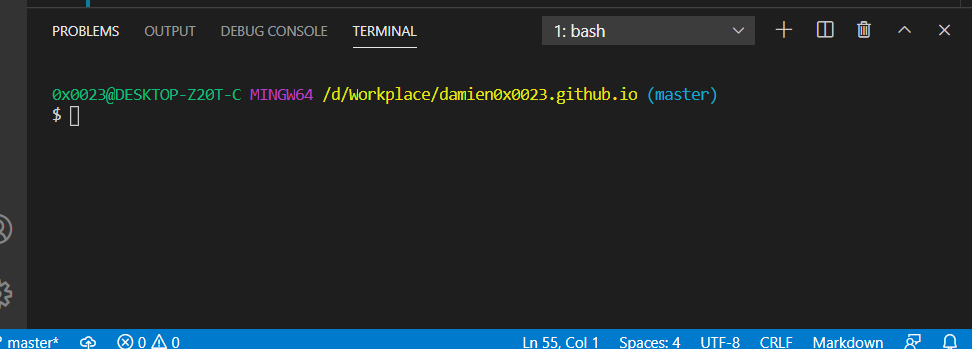 PROBLEMS OUTPUT DEBUG CONSOLE TERMINAL 1: bash
0x0023@DESKTOP-Z20T-C MINGW64 /d/Workplace/damien0x0023.github.io (master)
$
master* 0 0 Ln 55, Col 1 Spaces: 4 UTF-8 CRLF Markdown